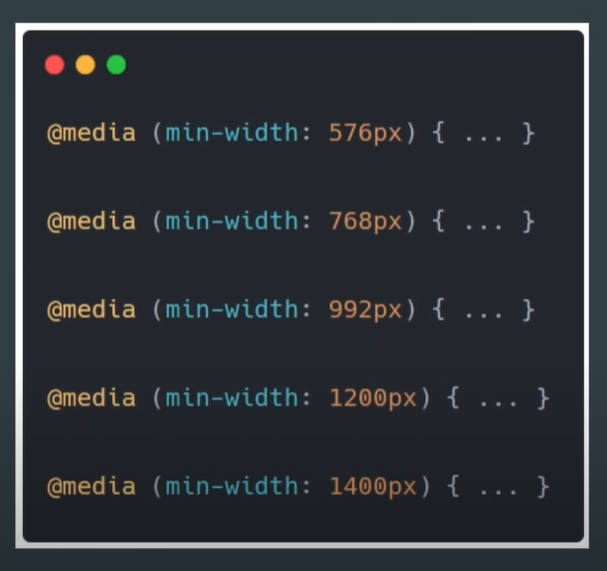 @media (min-width: 576px) { ... }
@media (min-width: 768px) { ... }
@media (min-width: 992px) { ... }
@media (min-width: 1200px) { ... }
@media (min-width: 1400px) { ... }